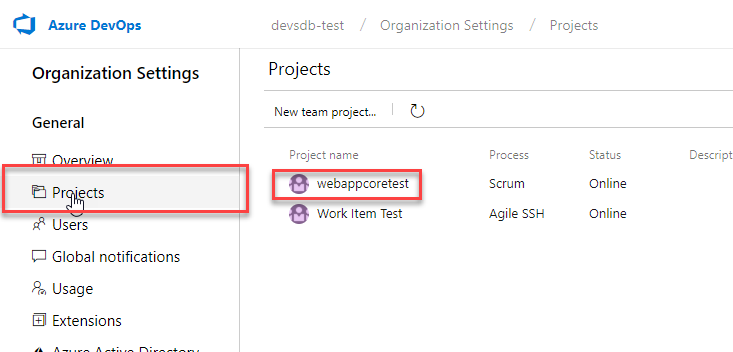 Azure DevOps
devsdb-test / Organization Settings / Projects
Organization Settings
General
Overview
Projects
Users
Global notifications
Usage
Extensions
Azure Active Directory
Projects
New team project...
Project name Process Status Descript
webappcoretest Scrum Online
Work Item Test Agile SSH Online